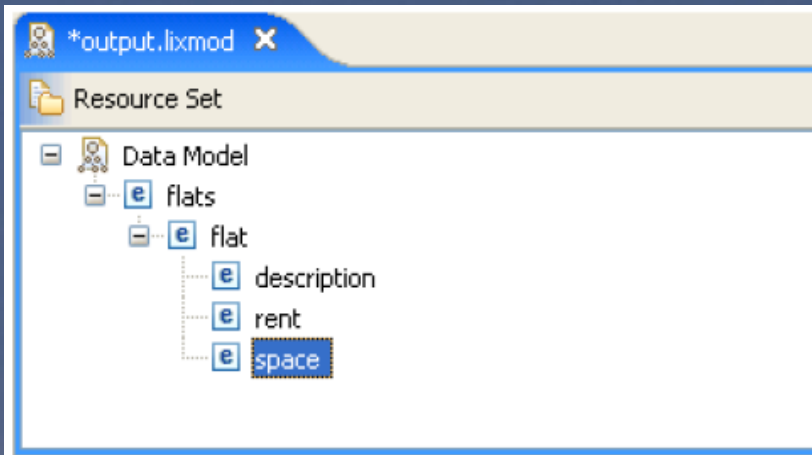 *output.lixmod
Resource Set
Data Model
e flats
e flat
e description
e rent
e space